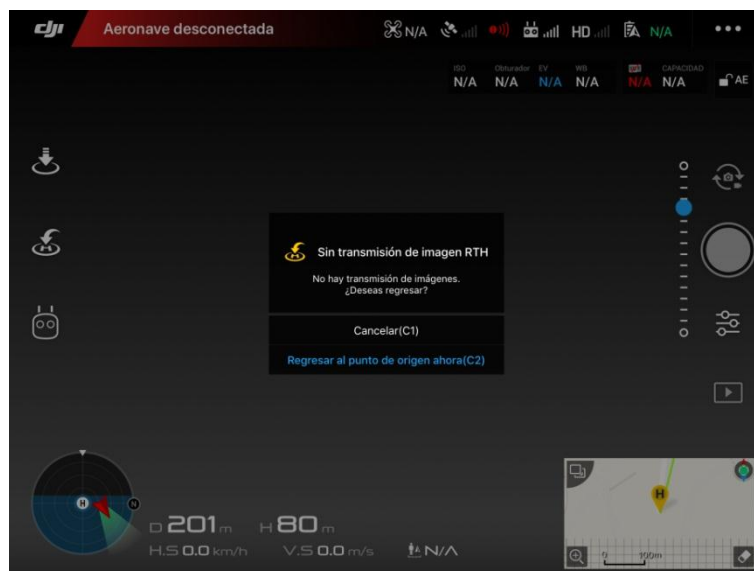 dji Aeronave desconectada N/A HD N/A
ISO Obturador EV WB CAPACIDAD
N/A N/A N/A N/A N/A N/A AE
Sin transmisión de imagen RTH
No hay transmisión de imágenes.
¿Deseas regresar?
Cancelar(C1)
Regresar al punto de origen ahora(C2)
H N
D 201 m H 80 m
H.S 0.0 km/h V.S 0.0 m/s N/A
H
0 100m